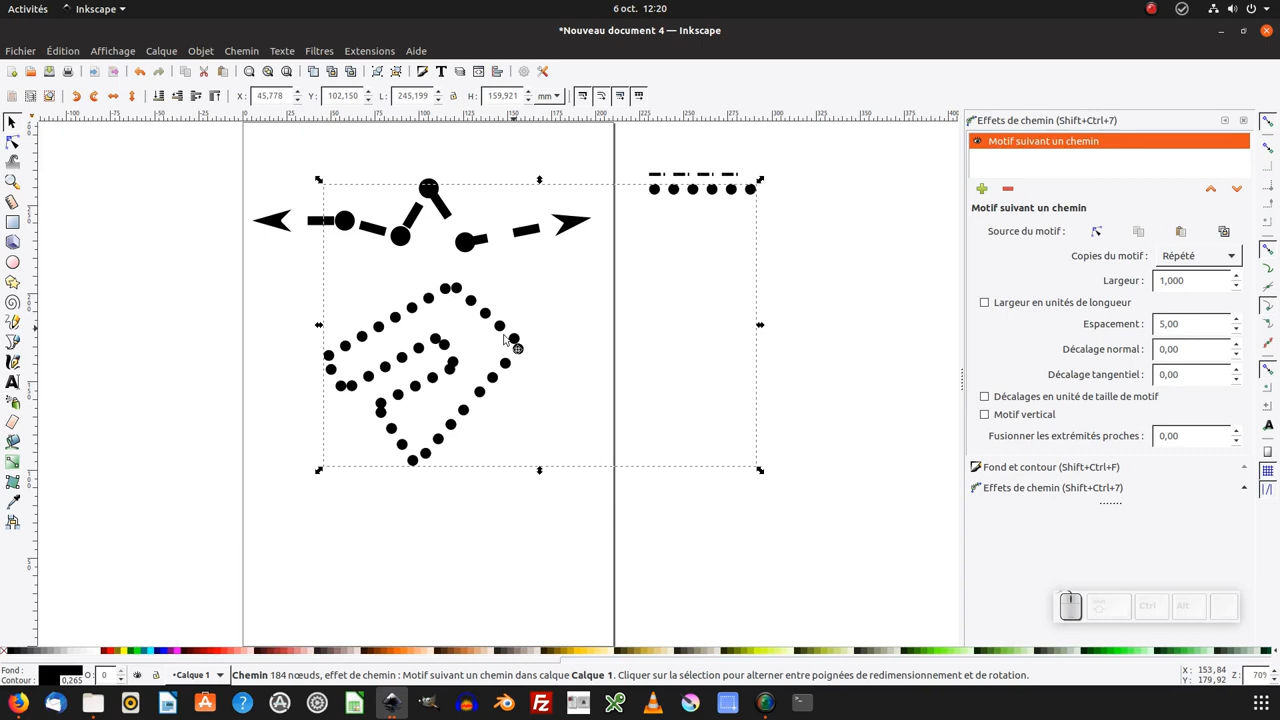 Activités Inkscape 6 oct. 12:20
*Nouveau document 4 — Inkscape
Fichier Édition Affichage Calque Objet Chemin Texte Filtres Extensions Aide
X : 45,778 Y : 102,150 L : 245,199 H : 159,921 mm
Effets de chemin (Shift+Ctrl+7)
Motif suivant un chemin
Motif suivant un chemin
Source du motif :
Copies du motif : Répété
Largeur : 1,000
Largeur en unités de longueur
Espacement : 5,00
Décalage normal : 0,00
Décalage tangentiel : 0,00
Décalages en unité de taille de motif
Motif vertical
Fusionner les extrémités proches : 0,00
Fond et contour (Shift+Ctrl+F)
Effets de chemin (Shift+Ctrl+7)
Ctrl Alt
Fond :
Contour : 0,265
O : 0
•Calque 1
Chemin 184 nœuds, effet de chemin : Motif suivant un chemin dans calque Calque 1. Cliquer sur la sélection pour alterner entre poignées de redimensionnement et de rotation.
X : 153,84
Y : 179,92
Z : 70%